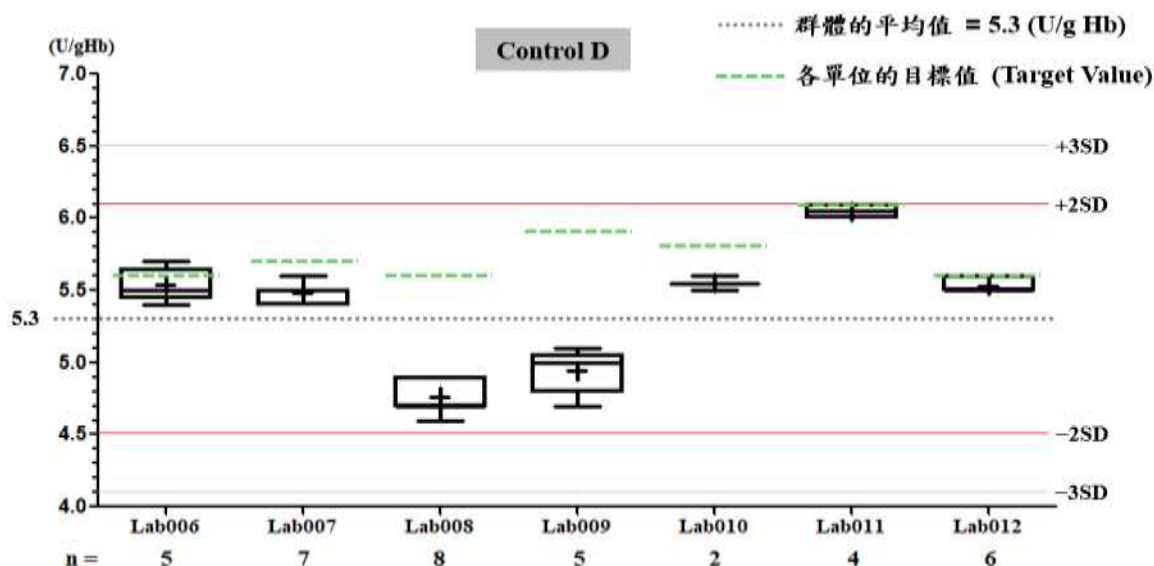 群體的平均值 = 5.3 (U/g Hb)
(U/gHb)
Control D
各單位的目標值 (Target Value)
7.0
6.5
+3SD
+2SD
6.0
5.5
5.3
5.0
4.5
−2SD
−3SD
4.0
Lab006 Lab007 Lab008 Lab009 Lab010 Lab011 Lab012
n = 5 7 8 5 2 4 6